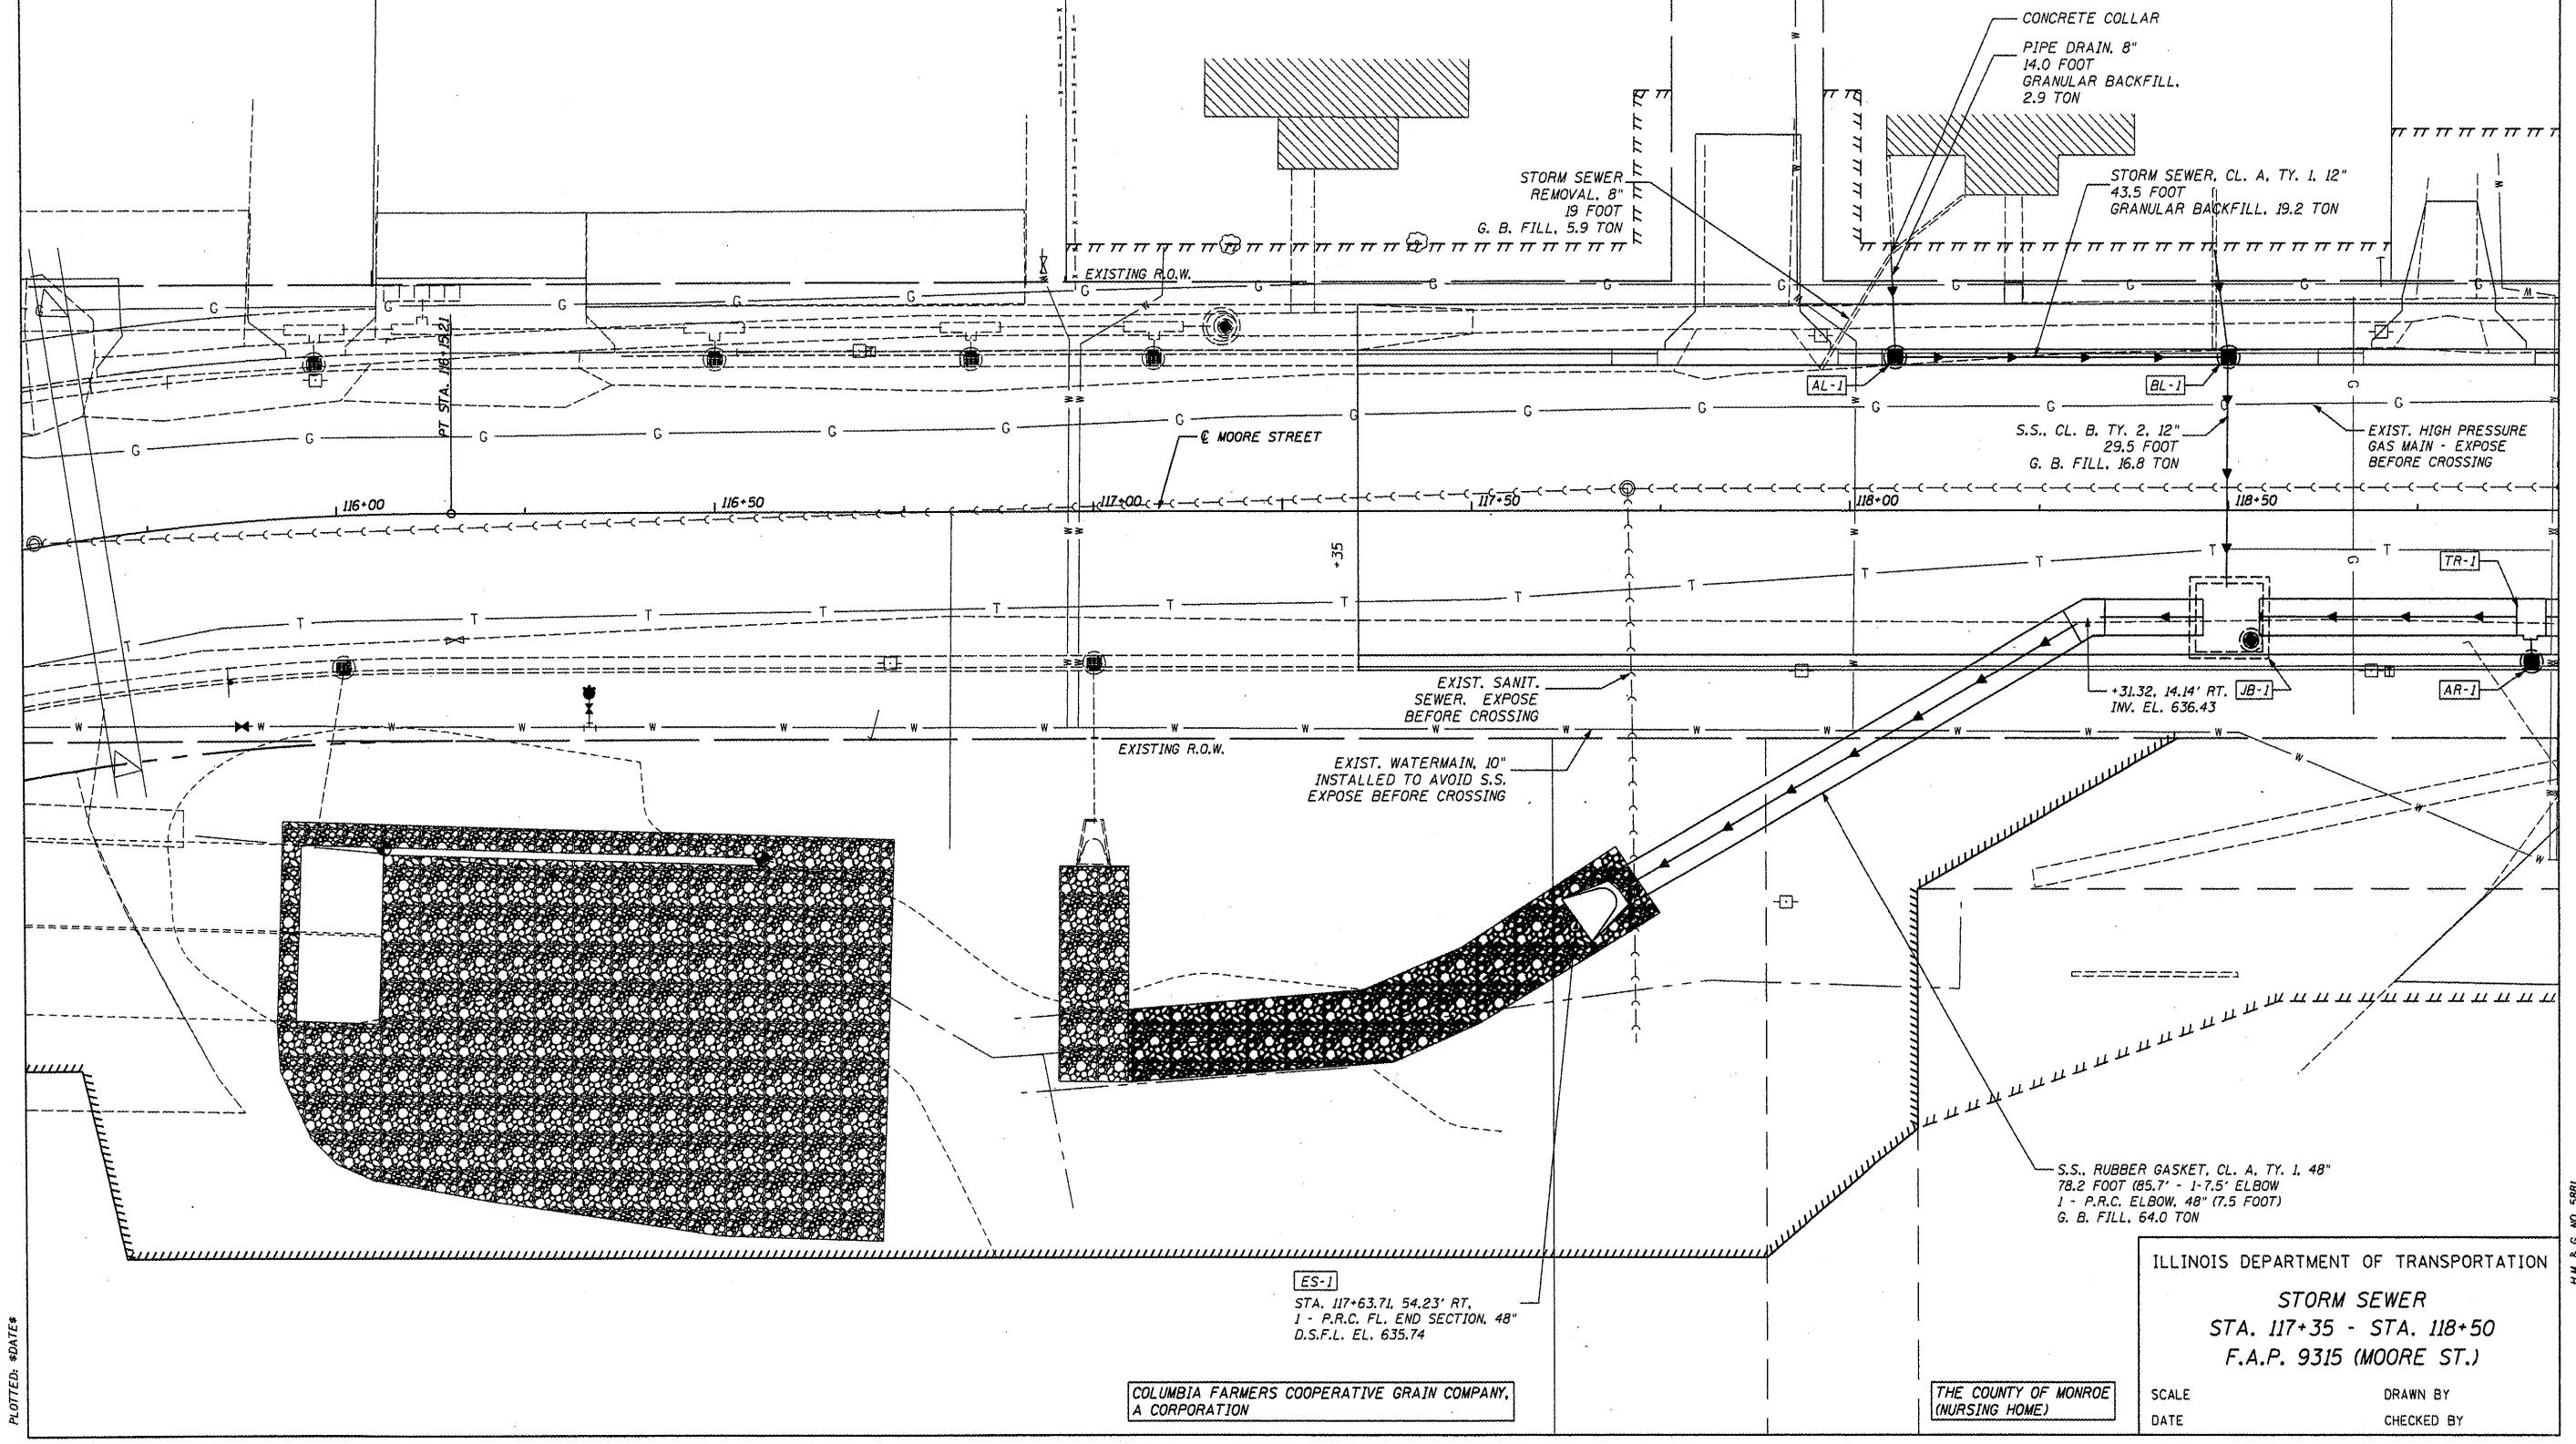 CONCRETE COLLAR
PIPE DRAIN, 8"
14.0 FOOT
GRANULAR BACKFILL,
2.9 TON
STORM SEWER
REMOVAL, 8"
19 FOOT
G. B. FILL, 5.9 TON
STORM SEWER, CL. A, TY. 1, 12"
43.5 FOOT
GRANULAR BACKFILL, 19.2 TON
EXISTING R.O.W.
PT STA. 116+15.21
AL-1
BL-1
℄ MOORE STREET
S.S., CL. B, TY. 2, 12"
29.5 FOOT
G. B. FILL, 16.8 TON
EXIST. HIGH PRESSURE
GAS MAIN - EXPOSE
BEFORE CROSSING
116+00
116+50
117+00
117+50
118+00
118+50
+35
TR-1
EXIST. SANIT.
SEWER. EXPOSE
BEFORE CROSSING
+31.32, 14.14' RT.
INV. EL. 636.43
JB-1
AR-1
EXISTING R.O.W.
EXIST. WATERMAIN, 10"
INSTALLED TO AVOID S.S.
EXPOSE BEFORE CROSSING
S.S., RUBBER GASKET, CL. A, TY. 1, 48"
78.2 FOOT (85.7' - 1-7.5' ELBOW
1 - P.R.C. ELBOW, 48" (7.5 FOOT)
G. B. FILL, 64.0 TON
ES-1
STA. 117+63.71, 54.23' RT,
1 - P.R.C. FL. END SECTION, 48"
D.S.F.L. EL. 635.74
COLUMBIA FARMERS COOPERATIVE GRAIN COMPANY,
A CORPORATION
THE COUNTY OF MONROE
(NURSING HOME)
ILLINOIS DEPARTMENT OF TRANSPORTATION
STORM SEWER
STA. 117+35 - STA. 118+50
F.A.P. 9315 (MOORE ST.)
SCALE
DRAWN BY
DATE
CHECKED BY
PLOTTED: $DATE$